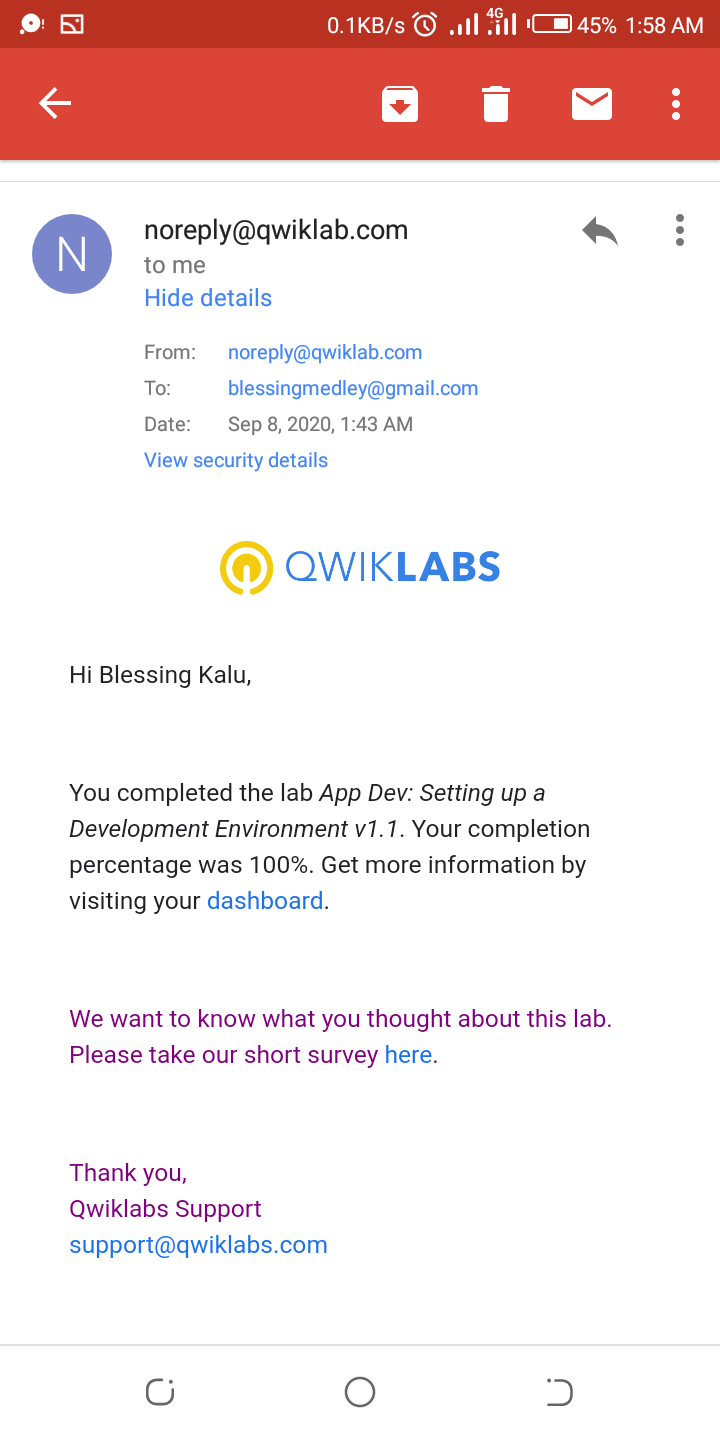 0.1KB/s 4G 45% 1:58 AM
N
noreply@qwiklab.com
to me
Hide details
From: noreply@qwiklab.com
To: blessingmedley@gmail.com
Date: Sep 8, 2020, 1:43 AM
View security details
QWIKLABS
Hi Blessing Kalu,
You completed the lab App Dev: Setting up a
Development Environment v1.1. Your completion
percentage was 100%. Get more information by
visiting your dashboard.
We want to know what you thought about this lab.
Please take our short survey here.
Thank you,
Qwiklabs Support
support@qwiklabs.com